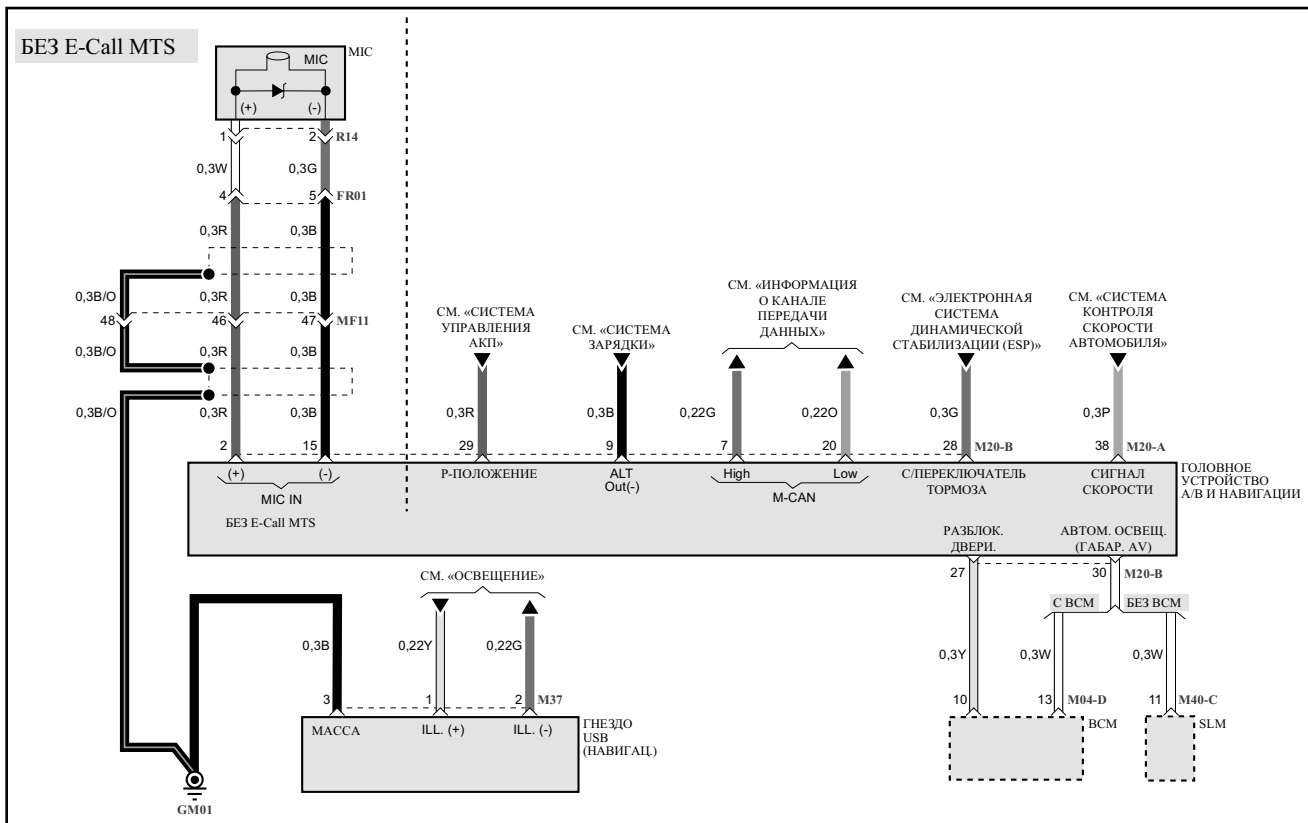 БЕЗ E-Call MTS
MIC
MIC
(+) (-)
1 2 R14
0,3W 0,3G
4 5 FR01
0,3R 0,3B
0,3B/O 0,3R 0,3B
48 46 47 MF11
0,3B/O 0,3R 0,3B
0,3B/O 0,3R 0,3B
СМ. «СИСТЕМА
УПРАВЛЕНИЯ
АКП»
СМ. «СИСТЕМА
ЗАРЯДКИ»
СМ. «ИНФОРМАЦИЯ
О КАНАЛЕ
ПЕРЕДАЧИ
ДАННЫХ»
СМ. «ЭЛЕКТРОННАЯ
СИСТЕМА
ДИНАМИЧЕСКОЙ
СТАБИЛИЗАЦИИ (ESP)»
СМ. «СИСТЕМА
КОНТРОЛЯ
СКОРОСТИ
АВТОМОБИЛЯ»
0,3R 0,3B 0,22G 0,22O 0,3G 0,3P
2 15 29 9 7 20 28 M20-B 38 M20-A
(+) (-)
MIC IN
БЕЗ E-Call MTS
Р-ПОЛОЖЕНИЕ
ALT
Out(-)
High Low
M-CAN
С/ПЕРЕКЛЮЧАТЕЛЬ
ТОРМОЗА
СИГНАЛ
СКОРОСТИ
ГОЛОВНОЕ
УСТРОЙСТВО
А/В И НАВИГАЦИИ
РАЗБЛОК.
ДВЕРИ.
АВТОМ. ОСВЕЩ.
(ГАБАР. AV)
27 30 M20-B
С BCM БЕЗ BCM
0,3Y 0,3W 0,3W
10 13 M04-D 11 M40-C
BCM SLM
СМ. «ОСВЕЩЕНИЕ»
0,3B 0,22Y 0,22G
3 1 2 M37
МАССА ILL. (+) ILL. (-)
ГНЕЗДО
USB
(НАВИГАЦ.)
GM01